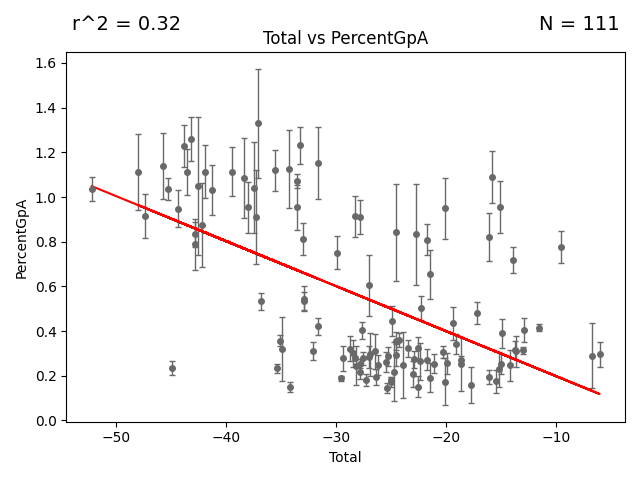 r^2 = 0.32
N = 111
Total vs PercentGpA
1.6
1.4
1.2
1.0
0.8
0.6
0.4
0.2
0.0
PercentGpA
−50
−40
−30
−20
−10
Total